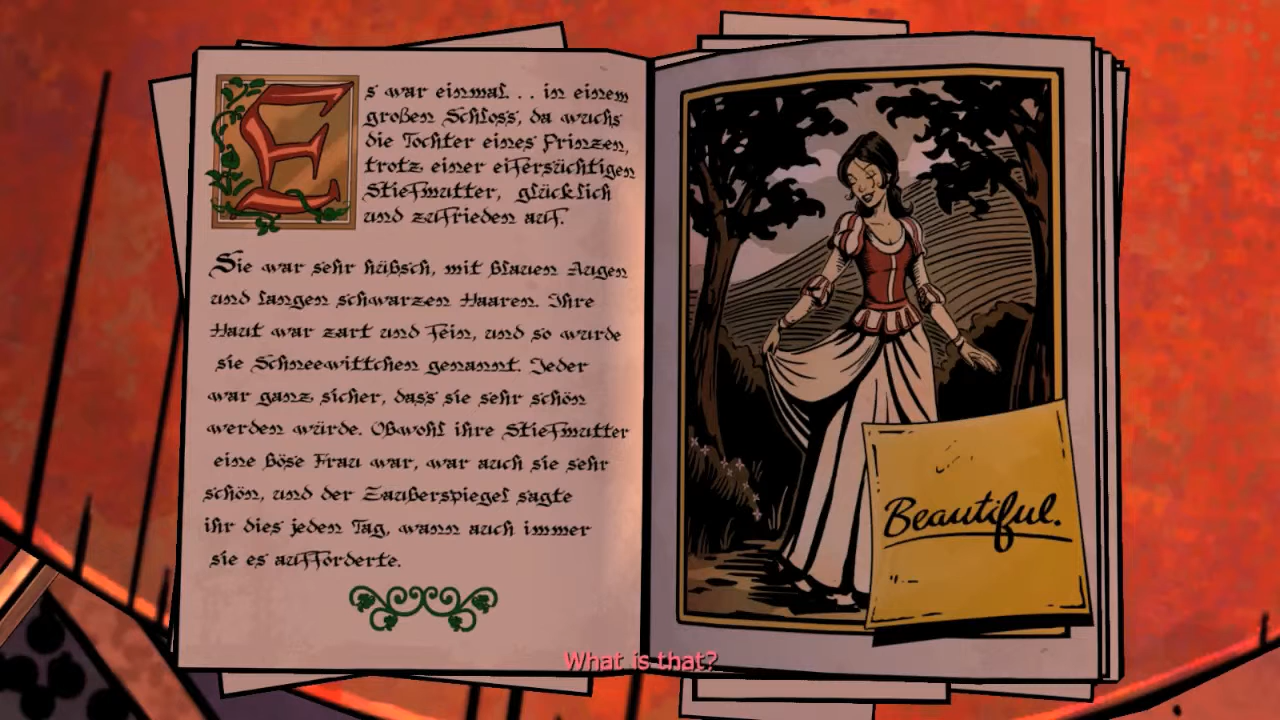 Es war einmal... in einem
großen Schloss, da wuchs
die Tochter eines Prinzen,
trotz einer eifersüchtigen
Stiefmutter, glücklich
und zufrieden auf.
Sie war sehr hübsch, mit blauen Augen
und langen schwarzen Haaren. Ihre
Haut war zart und fein, und so wurde
sie Schneewittchen genannt. Jeder
war ganz sicher, dass sie sehr schön
werden würde. Obwohl ihre Stiefmutter
eine böse Frau war, war auch sie sehr
schön, und der Zauberspiegel sagte
ihr dies jeden Tag, wann auch immer
sie es aufforderte.
Beautiful.
What is that?